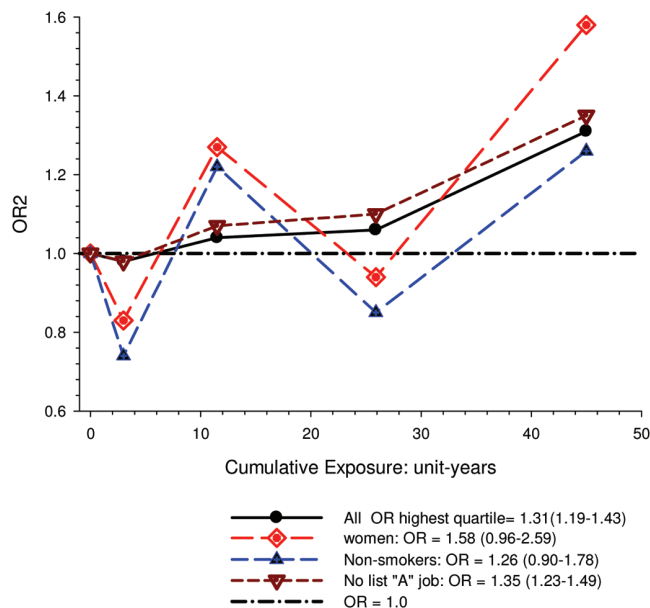 1.6
1.4
1.2
1.0
0.8
0.6
OR2
0 10 20 30 40 50
Cumulative Exposure: unit-years
All OR highest quartile= 1.31(1.19-1.43)
women: OR = 1.58 (0.96-2.59)
Non-smokers: OR = 1.26 (0.90-1.78)
No list "A" job: OR = 1.35 (1.23-1.49)
OR = 1.0